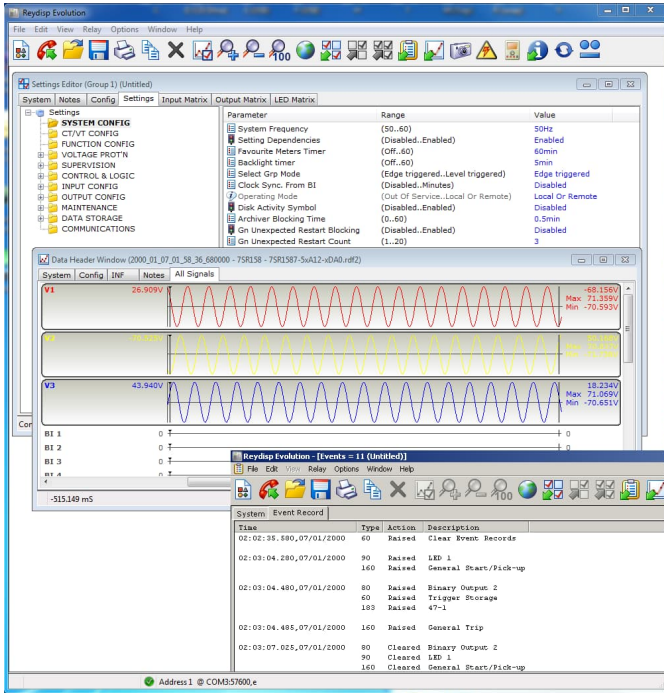 Reydisp Evolution
File Edit View Relay Options Window Help
Settings Editor (Group 1) (Untitled)
System Notes Config Settings Input Matrix Output Matrix LED Matrix
Settings
SYSTEM CONFIG
CT/VT CONFIG
FUNCTION CONFIG
VOLTAGE PROT'N
SUPERVISION
CONTROL & LOGIC
INPUT CONFIG
OUTPUT CONFIG
MAINTENANCE
DATA STORAGE
COMMUNICATIONS
Parameter Range Value
System Frequency (50..60) 50Hz
Setting Dependencies (Disabled..Enabled) Enabled
Favourite Meters Timer (Off..60) 60min
Backlight timer (Off..60) 5min
Select Grp Mode (Edge triggered..Level triggered) Edge triggered
Clock Sync. From BI (Disabled..Minutes) Disabled
Operating Mode (Out Of Service..Local Or Remote) Local Or Remote
Disk Activity Symbol (Disabled..Enabled) Disabled
Archiver Blocking Time (0..60) 0.5min
Gn Unexpected Restart Blocking (Disabled..Enabled) Disabled
Gn Unexpected Restart Count (1..20) 3
Data Header Window (2000_01_07_01_58_36_680000 - 7SR158 - 7SR1587-5xA12-xDA0.rdf2)
System Config INF Notes All Signals
V1 26.909V -68.156V
Max 71.359V
Min -70.593V
V2
V3 43.940V 18.234V
Max 71.069V
Min -70.651V
BI 1 0 0
BI 2 0
BI 3 0
BI 4 0
-515.149 mS
Reydisp Evolution - [Events = 11 (Untitled)]
File Edit View Relay Options Window Help
System Event Record
Time Type Action Description
02:02:35.580,07/01/2000 60 Raised Clear Event Records
02:03:04.280,07/01/2000 90 Raised LED 1
160 Raised General Start/Pick-up
02:03:04.480,07/01/2000 80 Raised Binary Output 2
60 Raised Trigger Storage
183 Raised 47-1
02:03:04.485,07/01/2000 160 Raised General Trip
02:03:07.025,07/01/2000 80 Cleared Binary Output 2
90 Cleared LED 1
160 Cleared General Start/Pick-up
Address1 @ COM3:57600,e